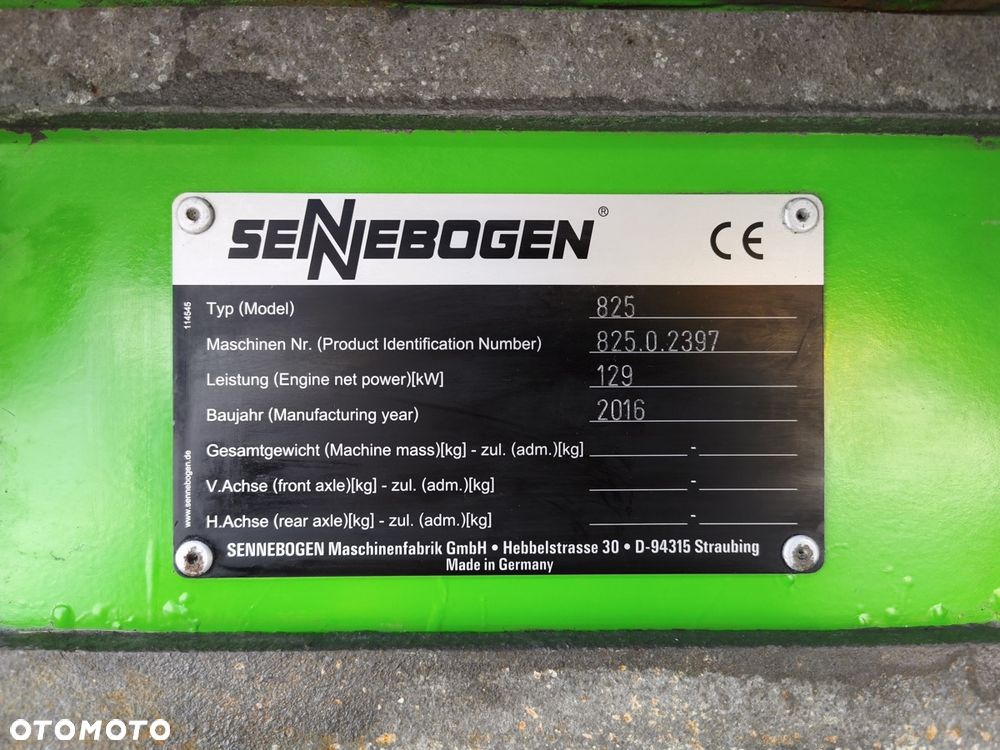 SENNEBOGEN®
CE
Typ (Model) 825
Maschinen Nr. (Product Identification Number) 825.0.2397
Leistung (Engine net power)[kW] 129
Baujahr (Manufacturing year) 2016
Gesamtgewicht (Machine mass)[kg] - zul. (adm.)[kg] -
V.Achse (front axle)[kg] - zul. (adm.)[kg] -
H.Achse (rear axle)[kg] - zul. (adm.)[kg] -
114545
www.sennebogen.de
SENNEBOGEN Maschinenfabrik GmbH • Hebbelstrasse 30 • D-94315 Straubing
Made in Germany
OTOMOTO